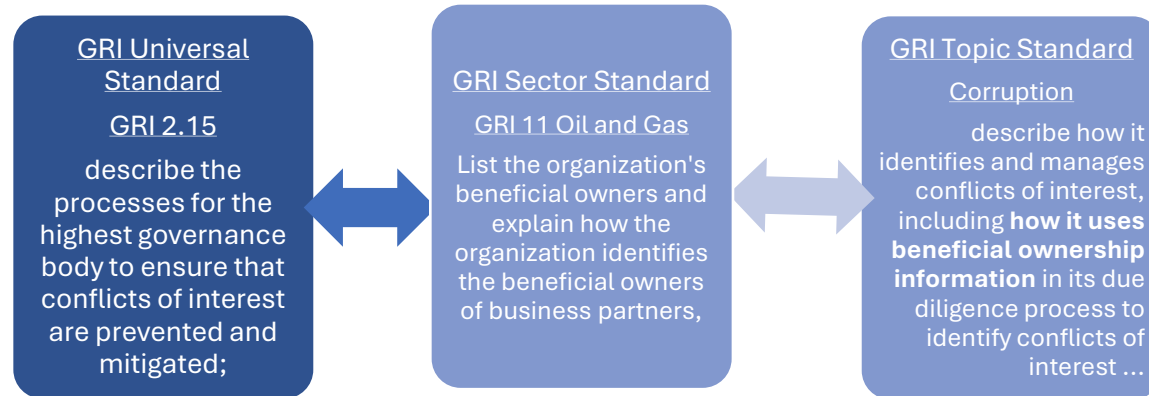 GRI Universal
Standard
GRI 2.15
describe the
processes for the
highest governance
body to ensure that
conflicts of interest
are prevented and
mitigated;
GRI Sector Standard
GRI 11 Oil and Gas
List the organization's
beneficial owners and
explain how the
organization identifies
the beneficial owners
of business partners,
GRI Topic Standard
Corruption
describe how it
identifies and manages
conflicts of interest,
including how it uses
beneficial ownership
information in its due
diligence process to
identify conflicts of
interest ...